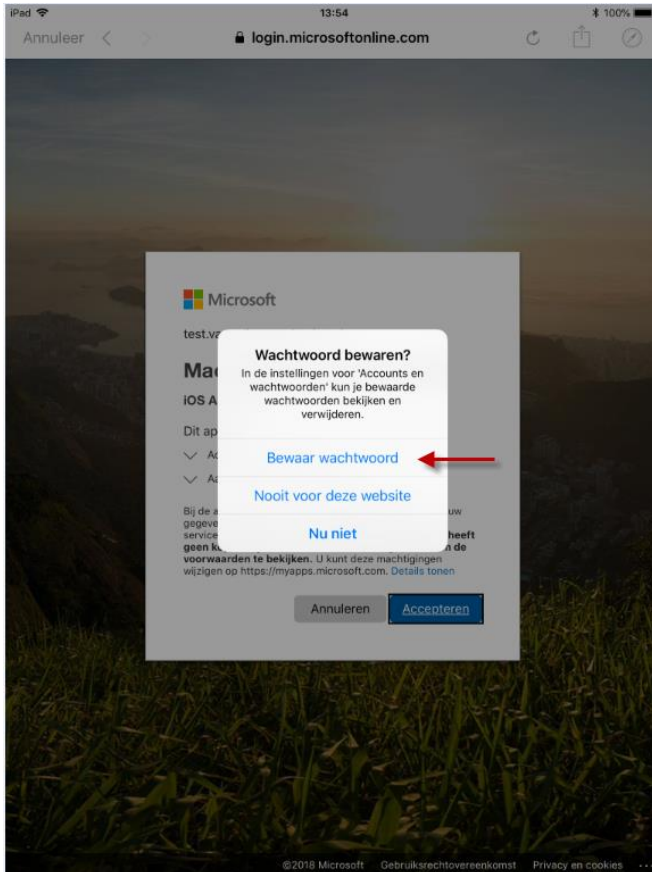 iPad 13:54 100%
Annuleer login.microsoftonline.com
Microsoft
test.va
Wachtwoord bewaren?
In de instellingen voor 'Accounts en
wachtwoorden' kun je bewaarde
wachtwoorden bekijken en
verwijderen.
Ma
iOS A
Dit ap
Bewaar wachtwoord
Nooit voor deze website
Nu niet
Bij de a uw
gegeve
service heeft
geen k de
voorwaarden te bekijken. U kunt deze machtigingen
wijzigen op https://myapps.microsoft.com. Details tonen
Annuleren Accepteren
©2018 Microsoft Gebruiksrechtovereenkomst Privacy en cookies ...